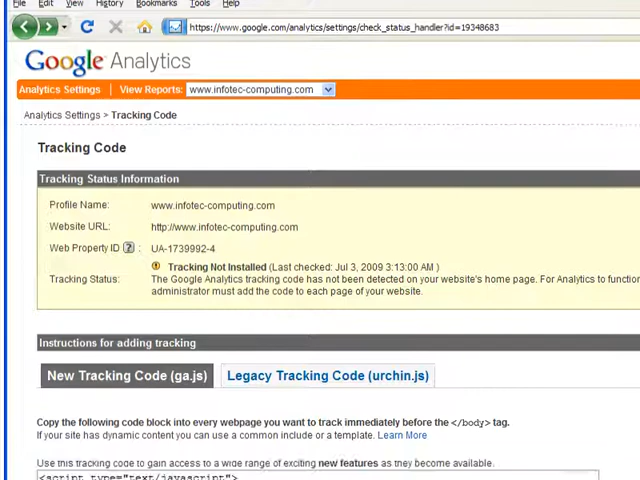 File Edit View History Bookmarks Tools Help
https://www.google.com/analytics/settings/check_status_handler?id=19348683
Google Analytics
Analytics Settings | View Reports: www.infotec-computing.com
Analytics Settings > Tracking Code
Tracking Code
Tracking Status Information
Profile Name: www.infotec-computing.com
Website URL: http://www.infotec-computing.com
Web Property ID ? : UA-1739992-4
Tracking Not Installed (Last checked: Jul 3, 2009 3:13:00 AM )
Tracking Status: The Google Analytics tracking code has not been detected on your website's home page. For Analytics to
administrator must add the code to each page of your website.
Instructions for adding tracking
New Tracking Code (ga.js) Legacy Tracking Code (urchin.js)
Copy the following code block into every webpage you want to track immediately before the </body> tag.
If your site has dynamic content you can use a common include or a template. Learn More
Use this tracking code to gain access to a wide range of exciting new features as they become available.
<script type="text/javascript">